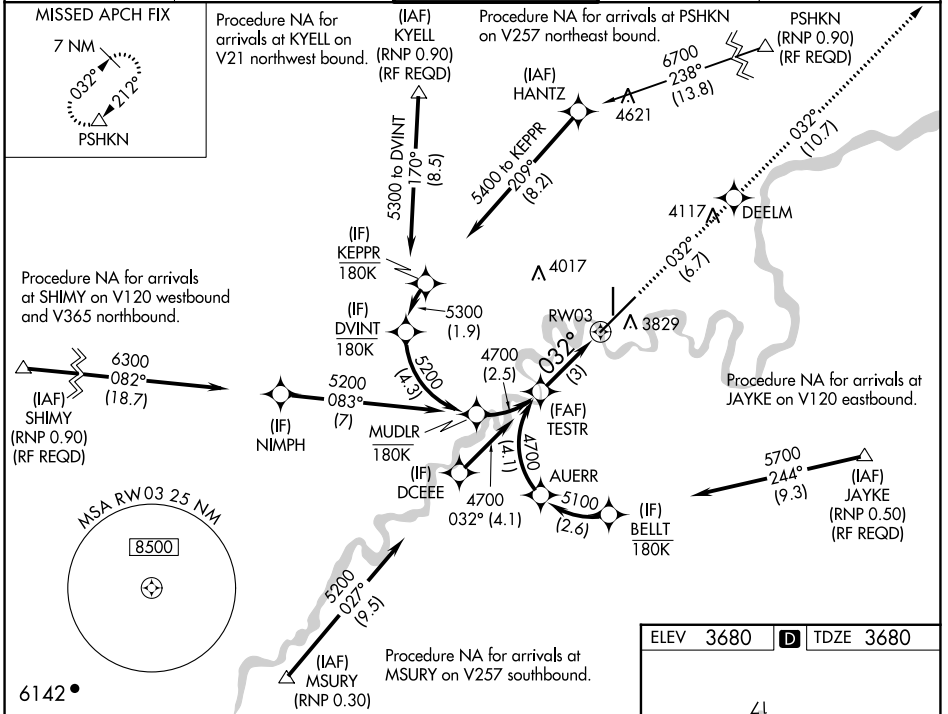 MISSED APCH FIX
7 NM
032°
212°
PSHKN
Procedure NA for
arrivals at KYELL on
V21 northwest bound.
(IAF)
KYELL
(RNP 0.90)
(RF REQD)
Procedure NA for arrivals at PSHKN
on V257 northeast bound.
PSHKN
(RNP 0.90)
(RF REQD)
6700
238°
(13.8)
(IAF)
HANTZ
4621
5300 to DVINT
170°
(8.5)
5400 to KEPPR
209°
(8.2)
032°
(10.7)
4117
DEELM
032°
(6.7)
(IF)
KEPPR
180K
4017
Procedure NA for arrivals
at SHIMY on V120 westbound
and V365 northbound.
(IF)
DVINT
180K
5300
(1.9)
RW03
3829
6300
082°
(18.7)
(IAF)
SHIMY
(RNP 0.90)
(RF REQD)
5200
(4.3)
4700
(2.5)
032°
(3)
5200
083°
(7)
(IF)
NIMPH
MUDLR
180K
(FAF)
TESTR
Procedure NA for arrivals at
JAYKE on V120 eastbound.
(IF)
DCEEE
4700
(4.1)
4700
032° (4.1)
AUERR
5100
(2.6)
(IF)
BELLT
180K
5700
244°
(9.3)
(IAF)
JAYKE
(RNP 0.50)
(RF REQD)
MSA RW03 25 NM
8500
5200
027°
(9.5)
(IAF)
MSURY
(RNP 0.30)
Procedure NA for arrivals at
MSURY on V257 southbound.
6142
ELEV 3680 D TDZE 3680
17